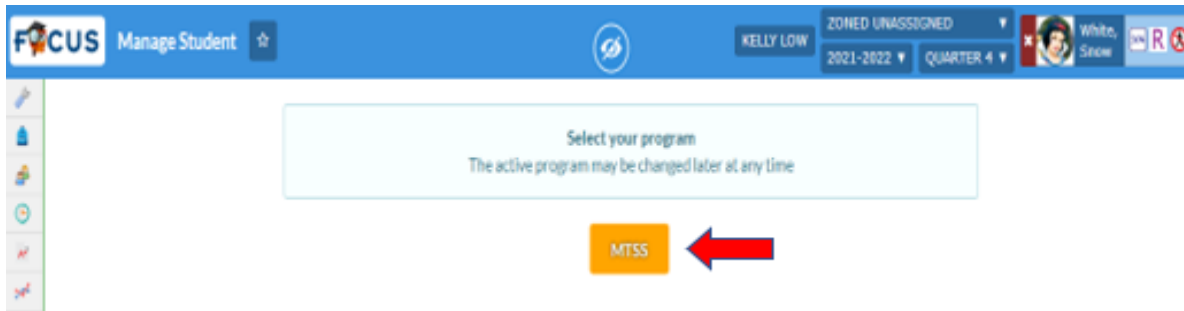 FOCUS Manage Student
KELLY LOW
ZONED UNASSIGNED
2021-2022 QUARTER 4
White,
Snow
R
Select your program
The active program may be changed later at any time
MTSS